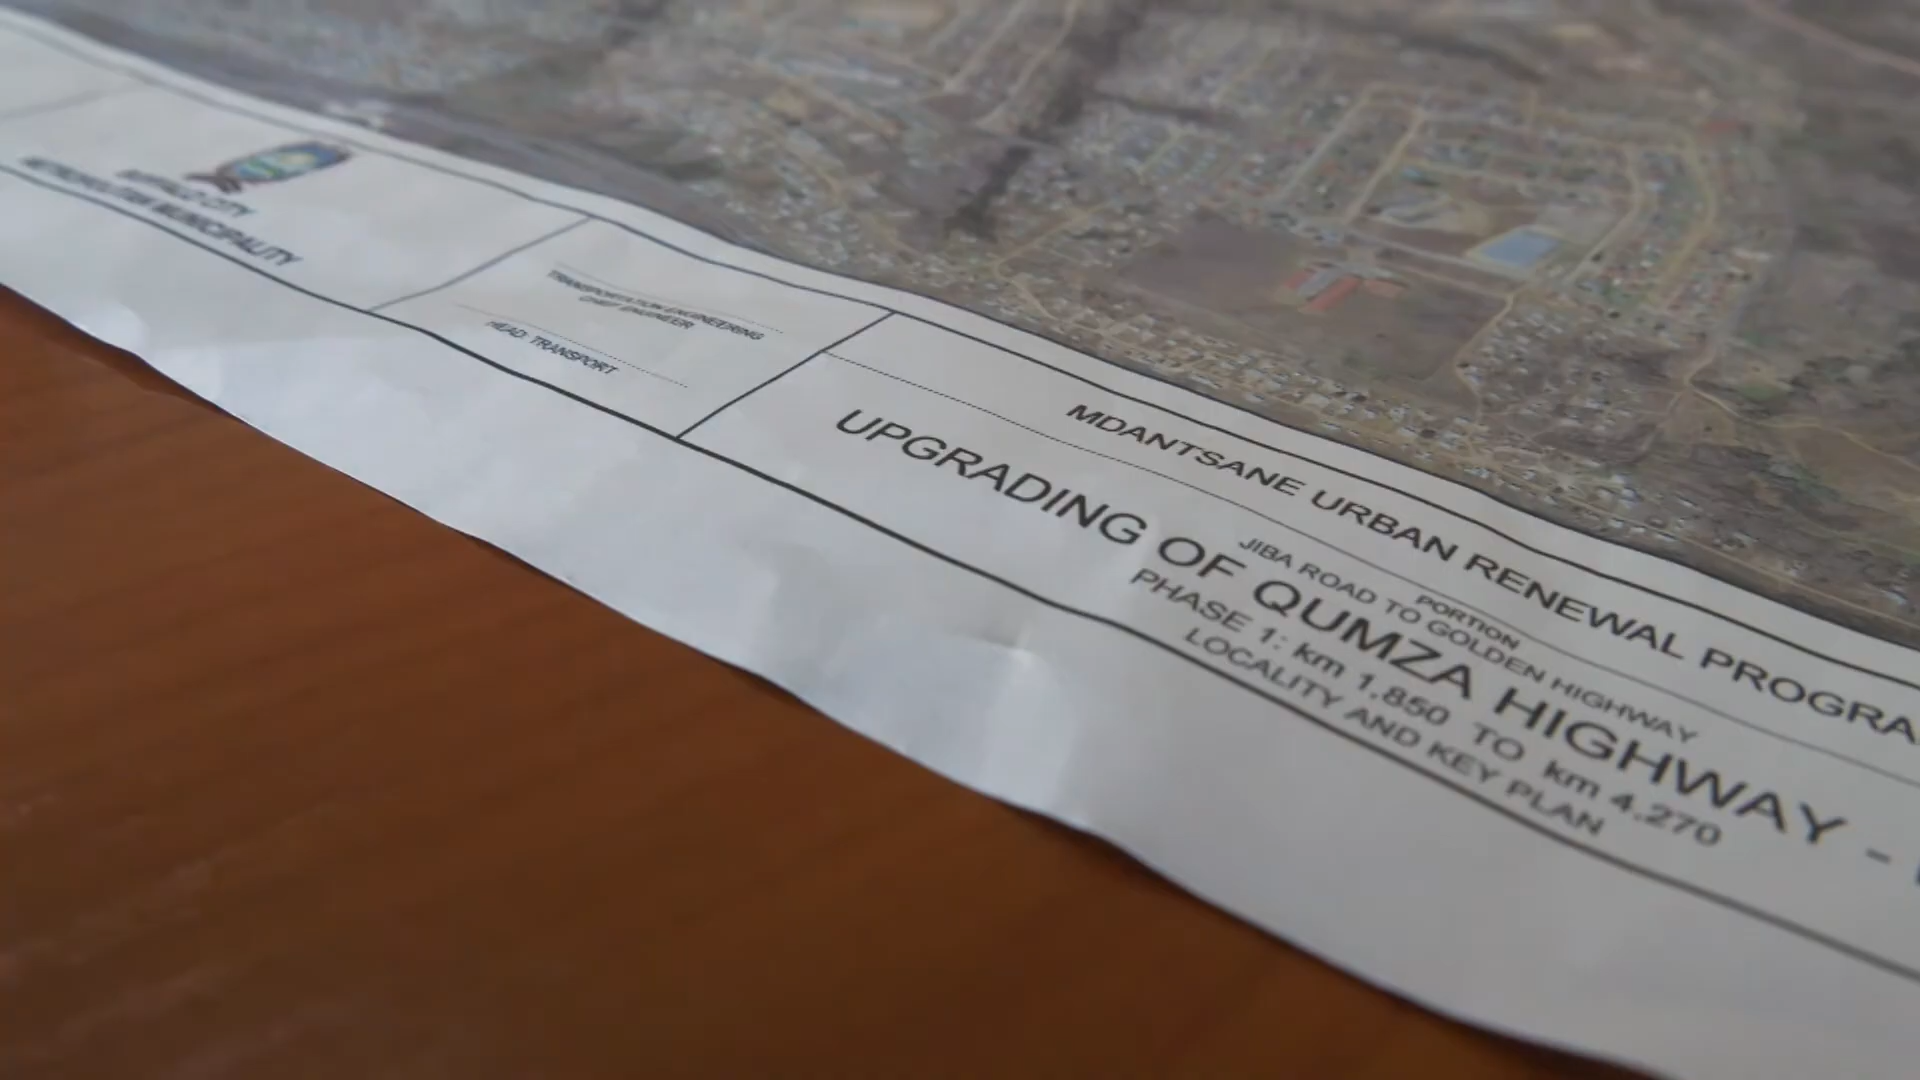 BUFFALO CITY
METROPOLITAN MUNICIPALITY
TRANSPORTATION ENGINEERING
CHIEF ENGINEER
HEAD: TRANSPORT
MDANTSANE URBAN RENEWAL PROGRA
UPGRADING OF QUMZA HIGHWAY -
PORTION
JIBA ROAD TO GOLDEN HIGHWAY
PHASE 1: km 1.850 TO km 4.270
LOCALITY AND KEY PLAN